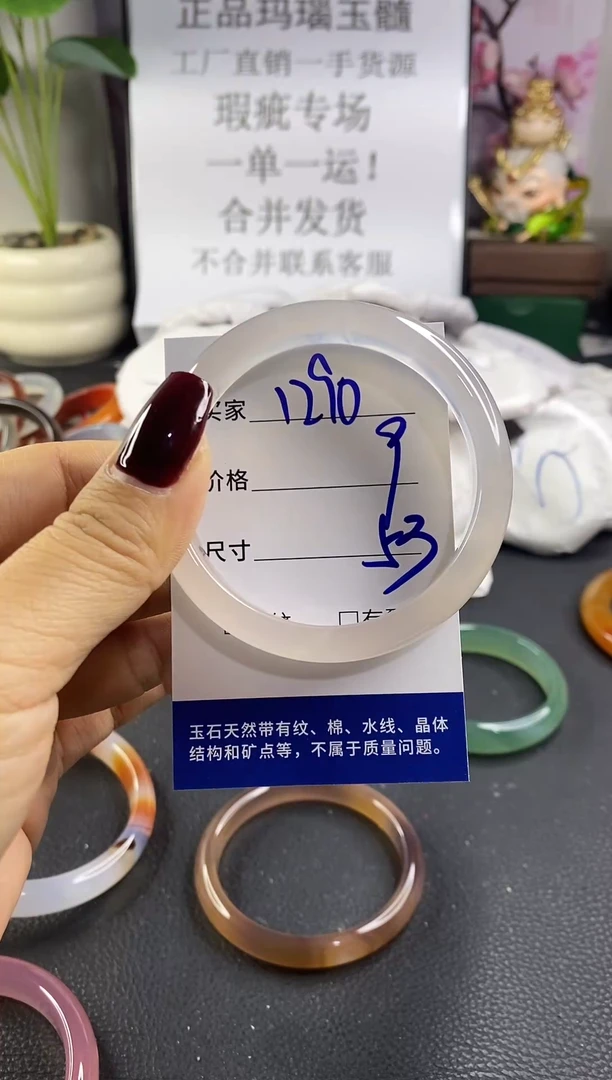 正品玛瑙玉髓
工厂直销一手货源
瑕疵专场
一单一运！
合并发货
不合并联系客服
买家 1290
价格
尺寸 53
玉石天然带有纹、棉、水线、晶体
结构和矿点等，不属于质量问题。